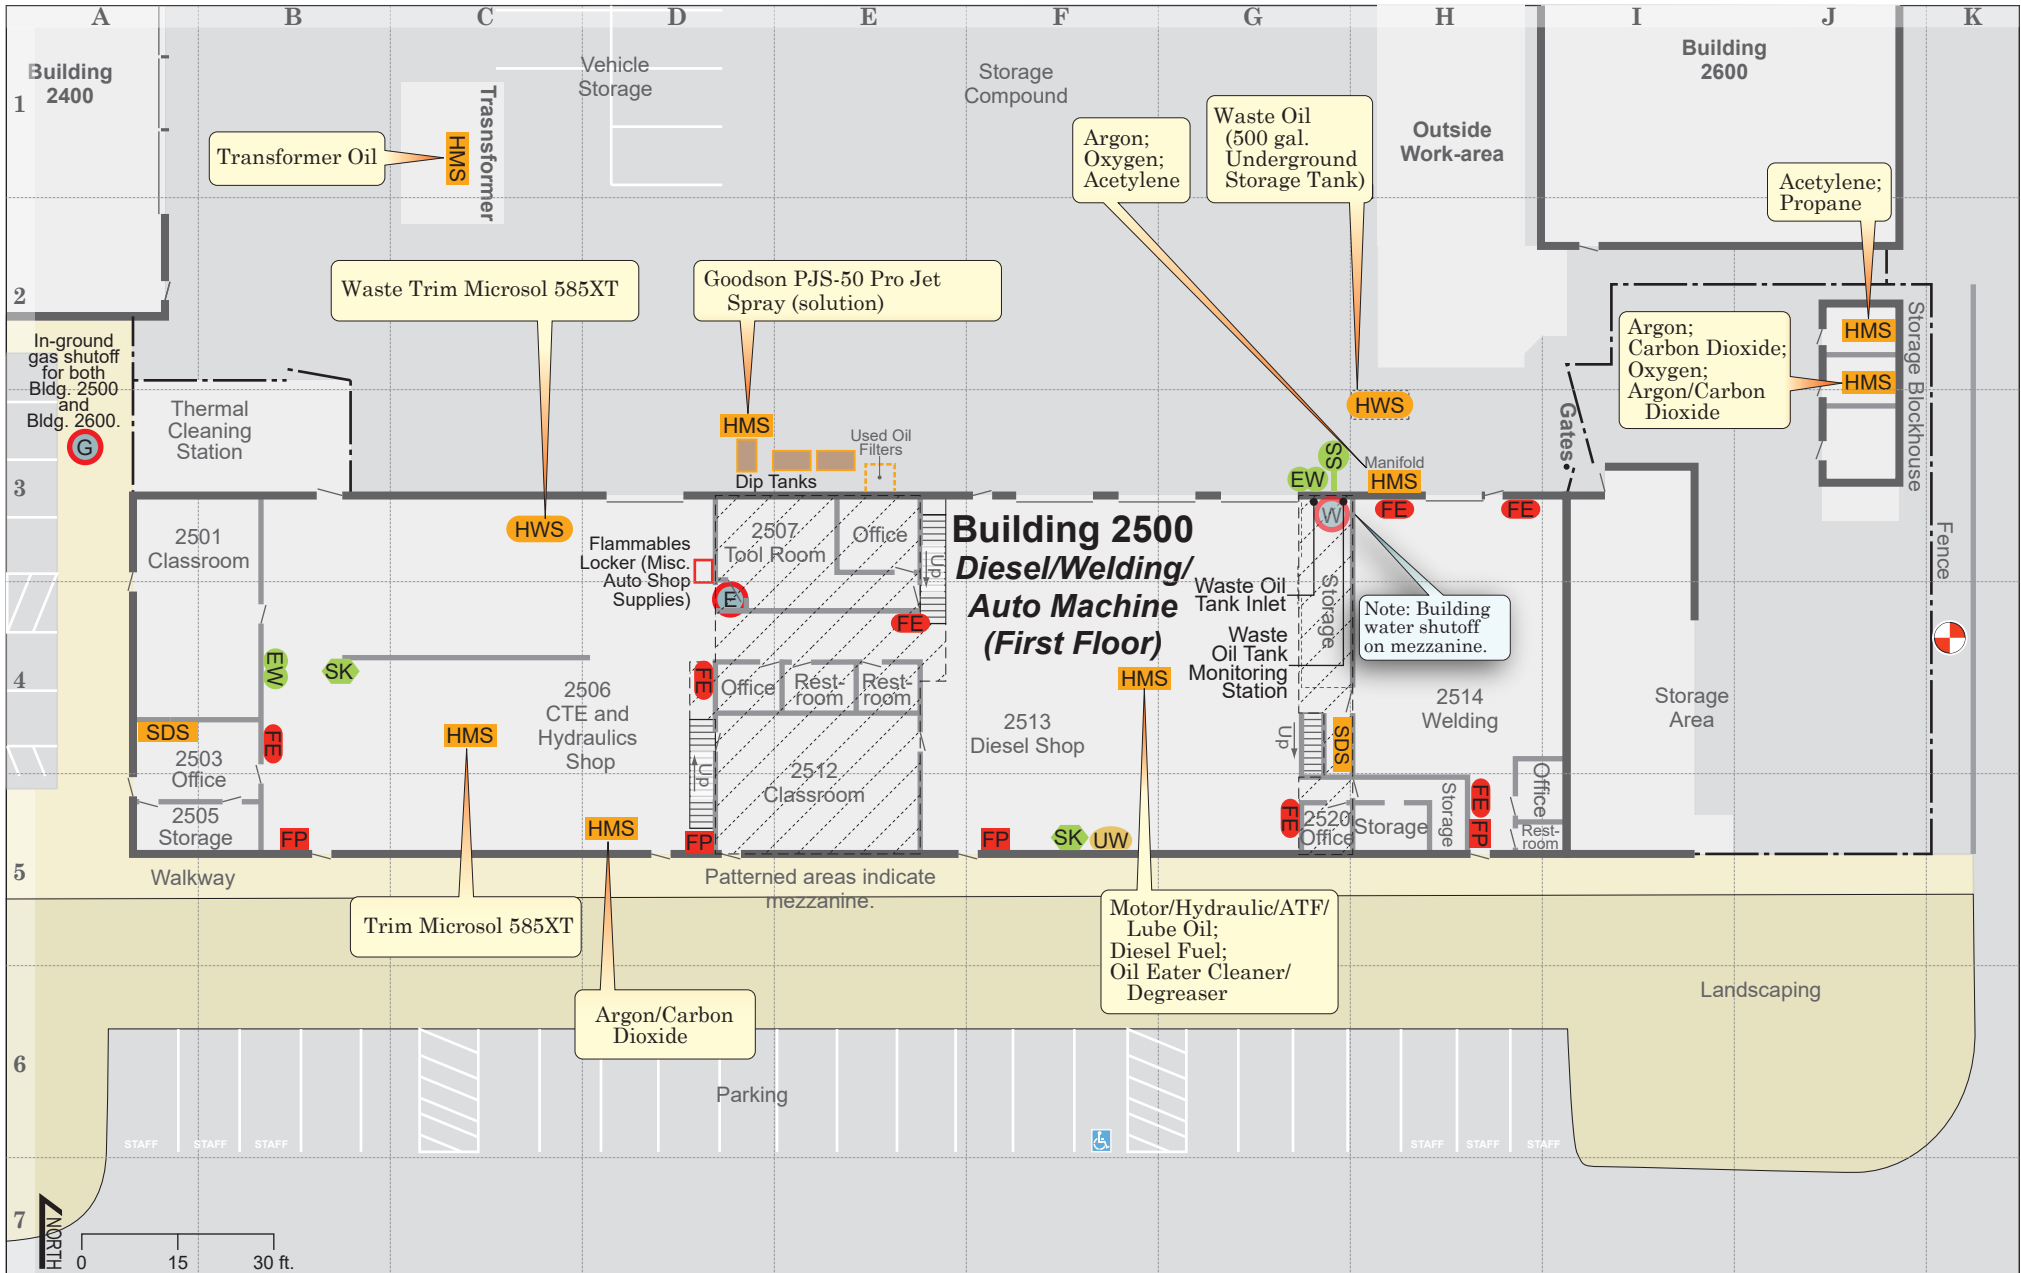 A B C D E F G H I J K
1
2
3
4
5
6
7
Building
2400
Vehicle
Storage
Storage
Compound
Building
2600
Outside
Work-area
Trasnsformer
HMS
Transformer Oil
Argon;
Oxygen;
Acetylene
Waste Oil
(500 gal.
Underground
Storage Tank)
Acetylene;
Propane
Waste Trim Microsol 585XT
Goodson PJS-50 Pro Jet
Spray (solution)
Argon;
Carbon Dioxide;
Oxygen;
Argon/Carbon
Dioxide
HMS
HMS
Storage Blockhouse
In-ground
gas shutoff
for both
Bldg. 2500
and
Bldg. 2600.
G
Thermal
Cleaning
Station
HMS
Used Oil
Filters
Dip Tanks
HWS
SS
EW
Manifold
HMS
Gates
Fence
2501
Classroom
HWS
Flammables
Locker (Misc.
Auto Shop
Supplies)
E
2507
Tool Room
Office
Up
FE
Building 2500
Diesel/Welding/
Auto Machine
(First Floor)
W
FE
FE
Storage
Waste Oil
Tank Inlet
Waste
Oil Tank
Monitoring
Station
Note: Building
water shutoff
on mezzanine.
EW
SK
FE
Office
Rest-
room
Rest-
room
HMS
2506
CTE and
Hydraulics
Shop
HMS
SDS
2503
Office
FE
2505
Storage
FP
HMS
Up
FP
2512
Classroom
2513
Diesel Shop
FP
SK
UW
Up
SDS
FE
2520
Office
2514
Welding
Storage
Storage
FE
FP
Office
Rest-
room
Storage
Area
Walkway
Patterned areas indicate
mezzanine.
Trim Microsol 585XT
Argon/Carbon
Dioxide
Motor/Hydraulic/ATF/
Lube Oil;
Diesel Fuel;
Oil Eater Cleaner/
Degreaser
Landscaping
Parking
STAFF STAFF STAFF STAFF STAFF STAFF
NORTH
0 15 30 ft.